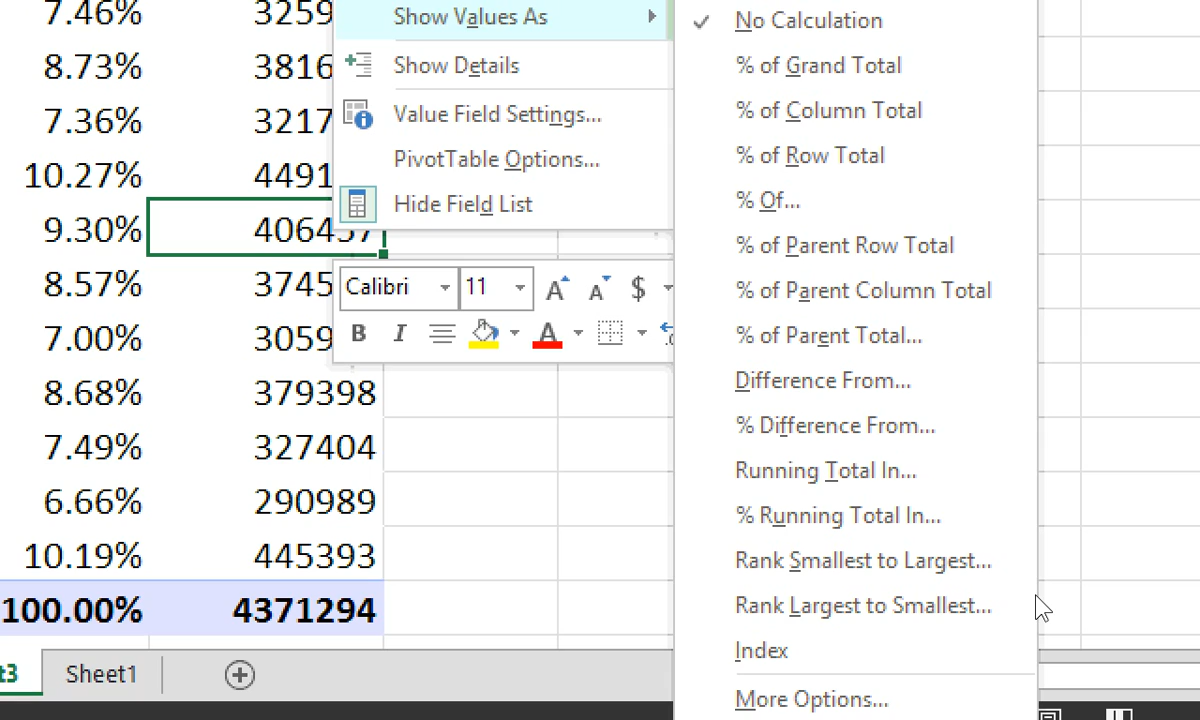 7.46% 3259
8.73% 3816
7.36% 3217
10.27% 4491
9.30% 406437
8.57% 3745
7.00% 3059
8.68% 379398
7.49% 327404
6.66% 290989
10.19% 445393
100.00% 4371294
Show Values As
Show Details
Value Field Settings...
PivotTable Options...
Hide Field List
Calibri 11 A A $
B I A
No Calculation
% of Grand Total
% of Column Total
% of Row Total
% Of...
% of Parent Row Total
% of Parent Column Total
% of Parent Total...
Difference From...
% Difference From...
Running Total In...
% Running Total In...
Rank Smallest to Largest...
Rank Largest to Smallest...
Index
More Options...
t3 Sheet1